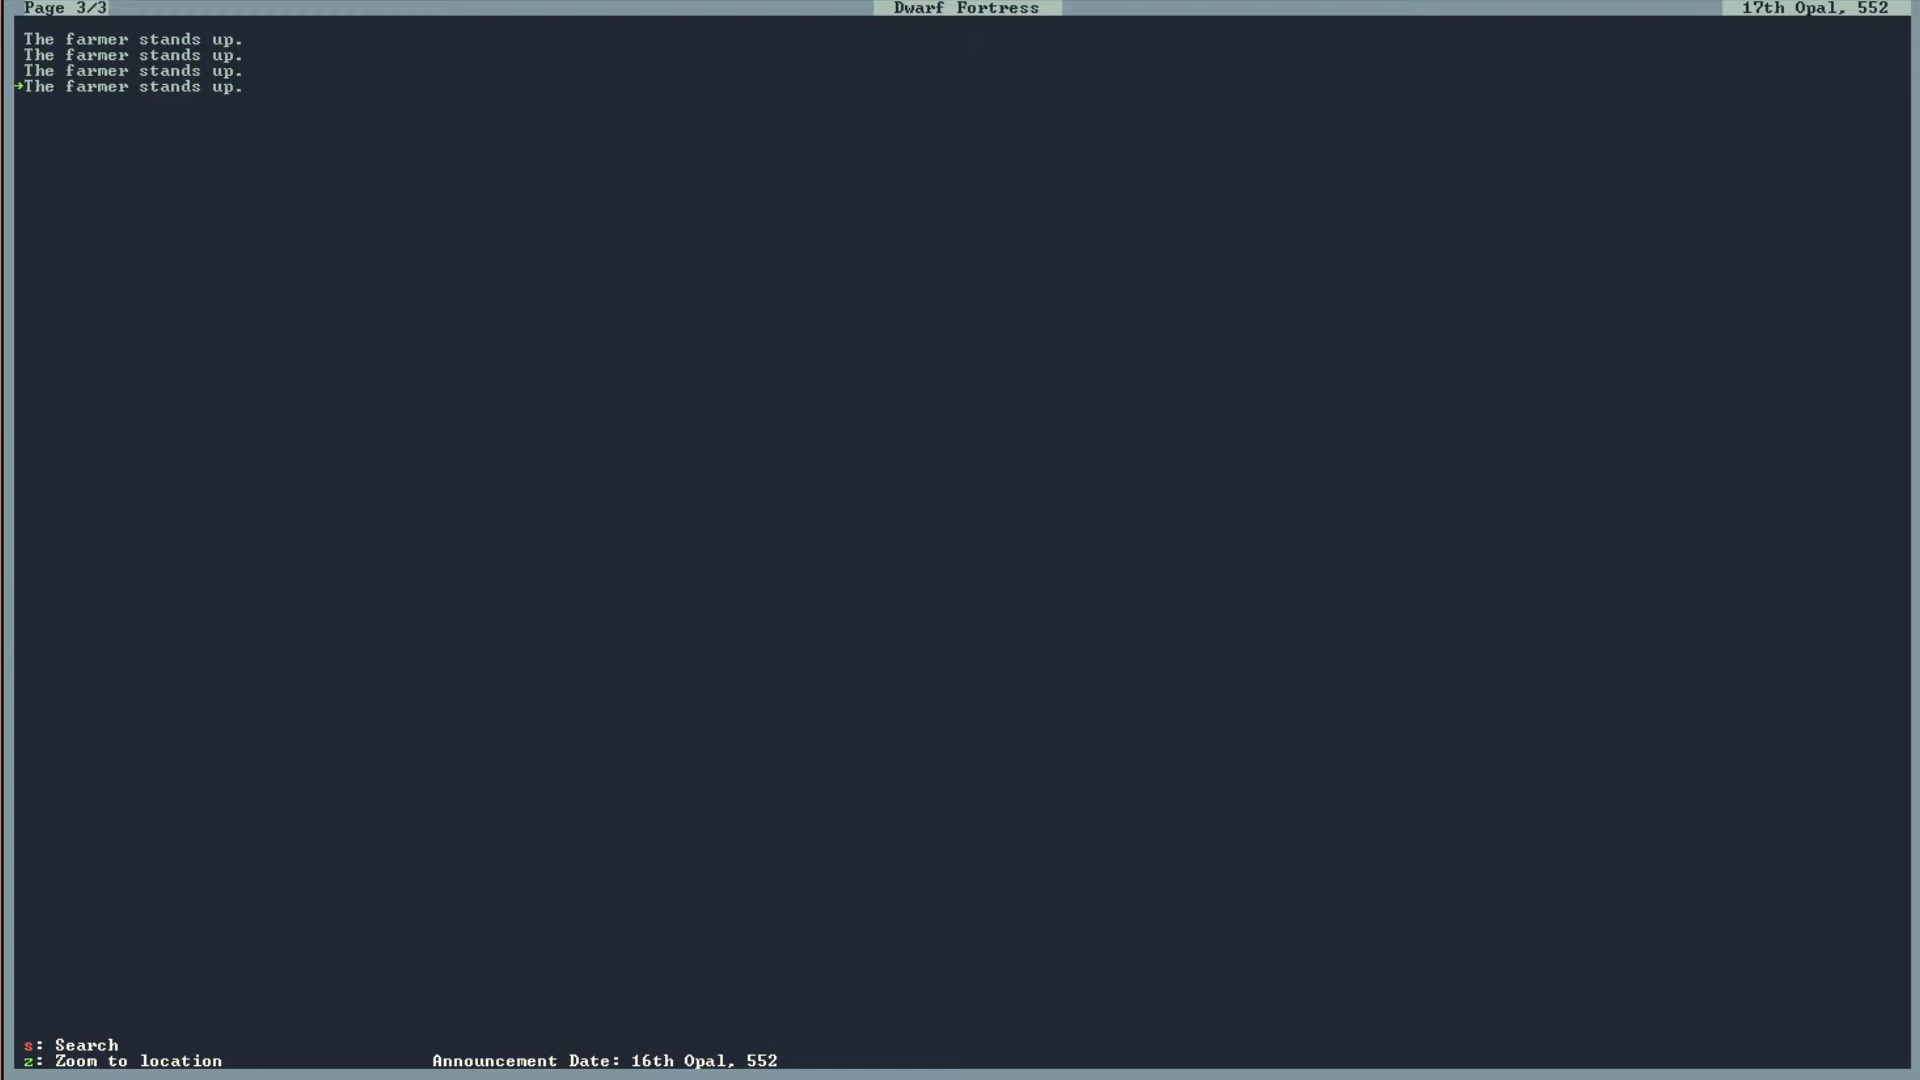 Page 3/3 Dwarf Fortress 17th Opal, 552
The farmer stands up.
The farmer stands up.
The farmer stands up.
→The farmer stands up.
s: Search
z: Zoom to location Announcement Date: 16th Opal, 552